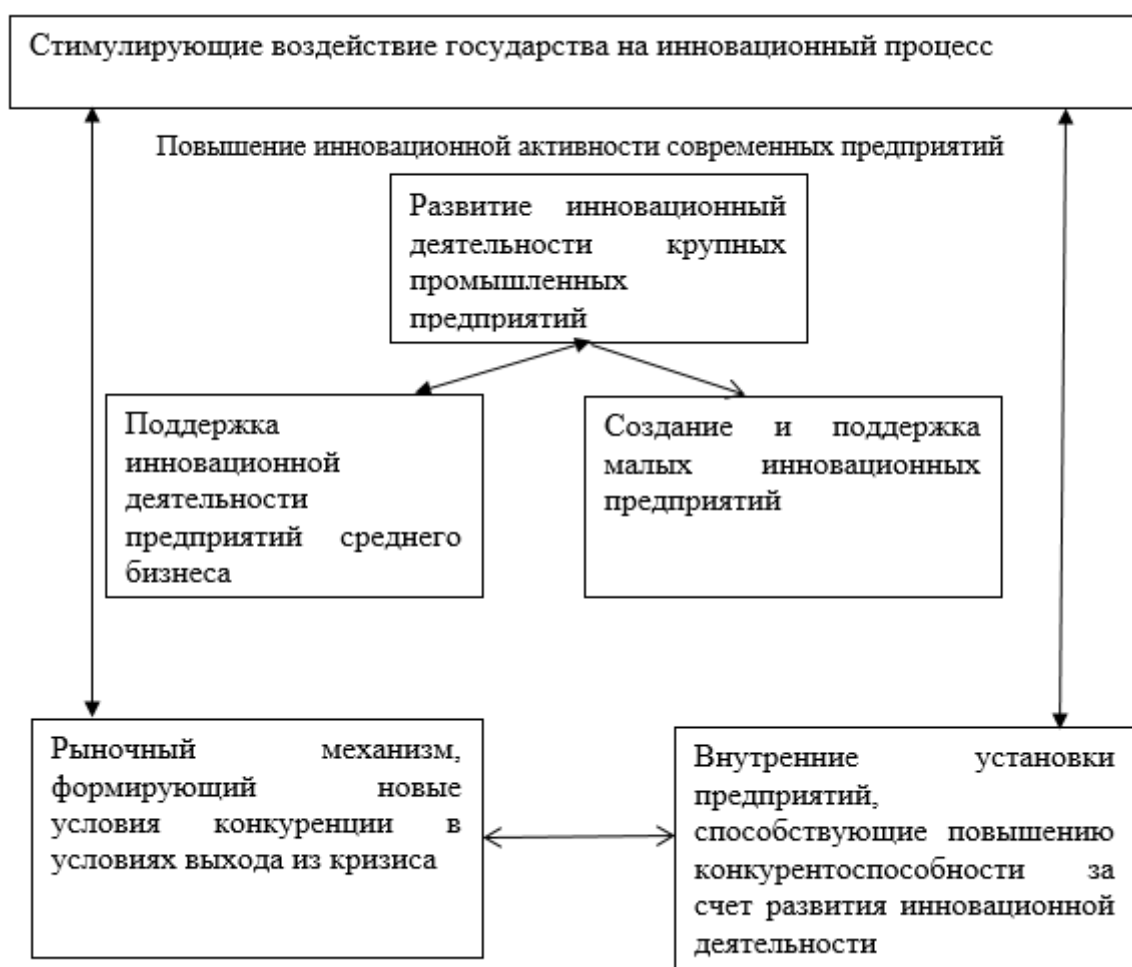 Стимулирующие воздействие государства на инновационный процесс
Повышение инновационной активности современных предприятий
Развитие инновационный
деятельности крупных
промышленных
предприятий
Поддержка
инновационной
деятельности
предприятий среднего
бизнеса
Создание и поддержка
малых инновационных
предприятий
Рыночный механизм,
формирующий новые
условия конкуренции в
условиях выхода из кризиса
Внутренние установки
предприятий,
способствующие повышению
конкурентоспособности за
счет развития инновационной
деятельности